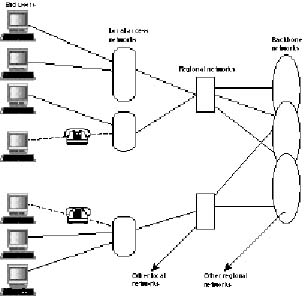 End users
Local access
networks
Regional networks
Backbone
networks
Other local
networks
Other regional
networks